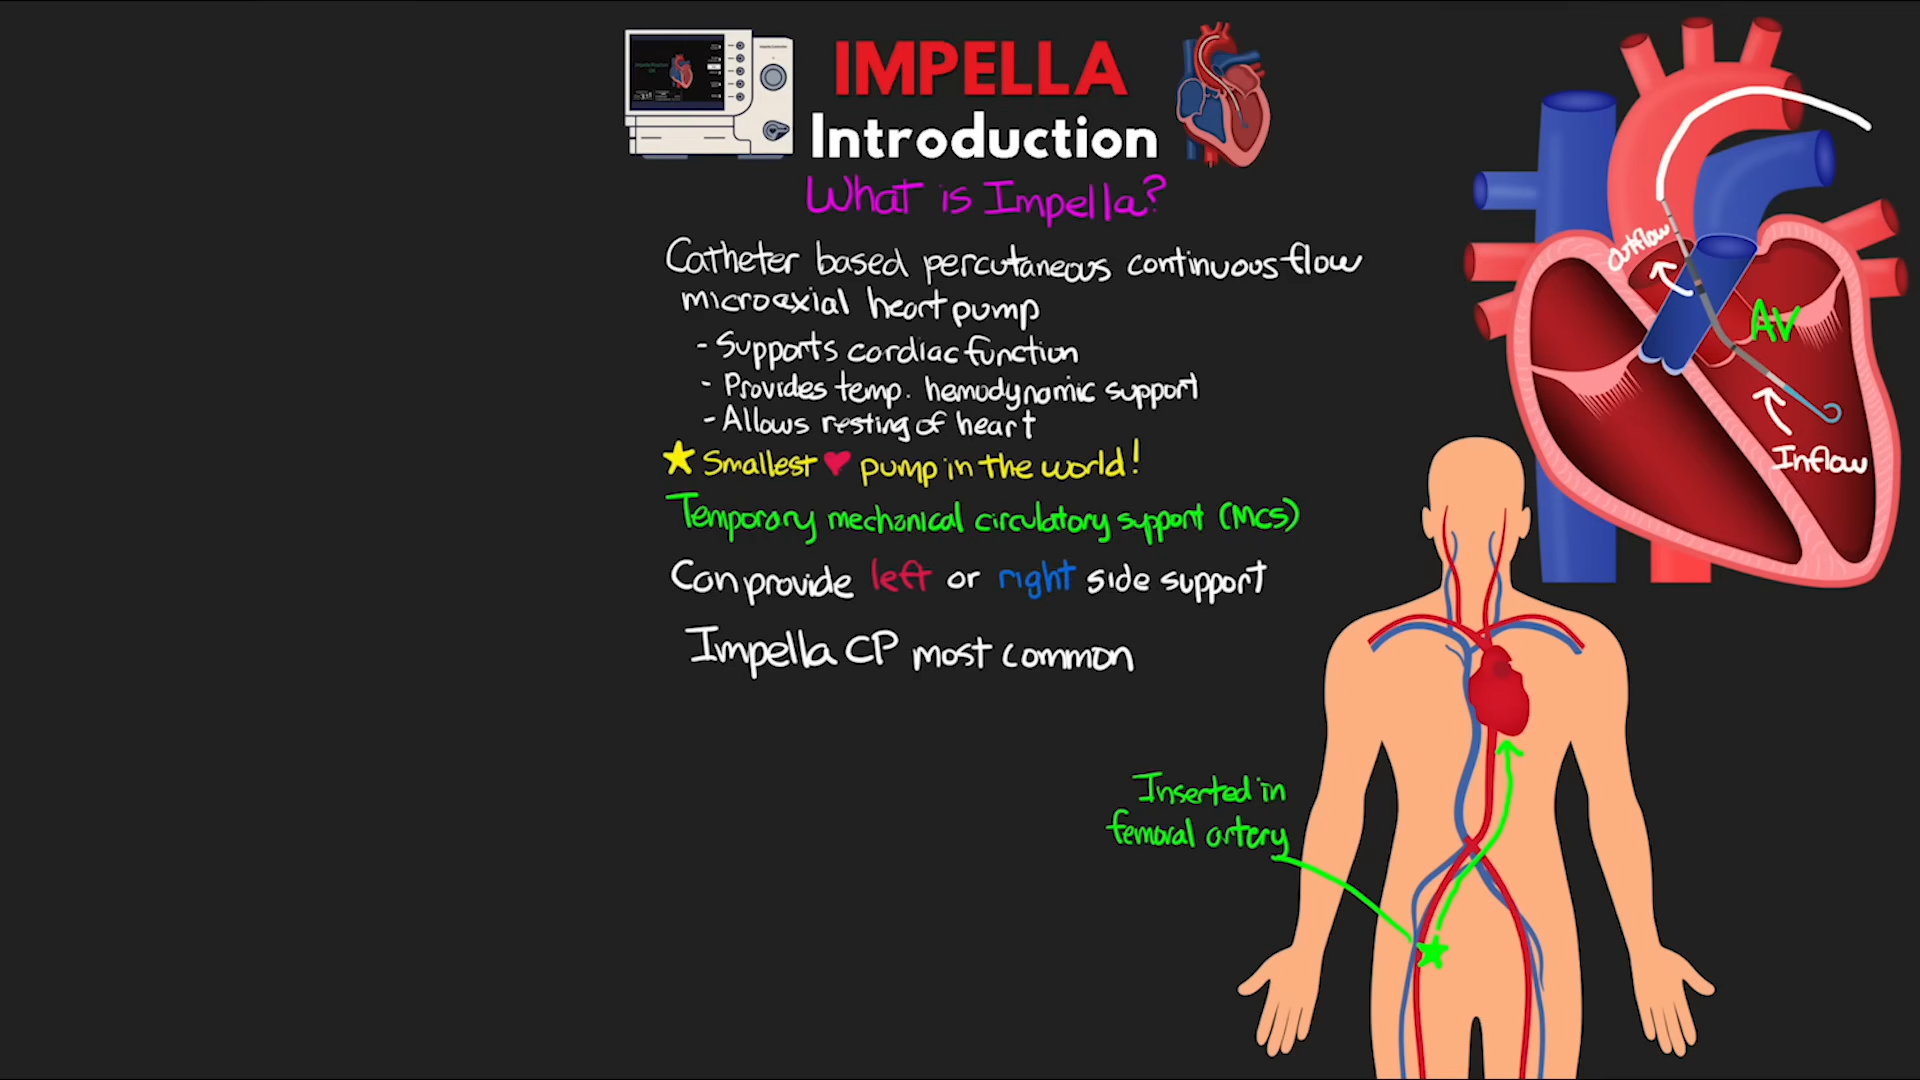 IMPELLA
Introduction
What is Impella?
Catheter based percutaneous continuous flow
microaxial heart pump
- Supports cardiac function
- Provides temp. hemodynamic support
- Allows resting of heart
Smallest pump in the world!
Temporary mechanical circulatory support (MCS)
Can provide left or right side support
Impella CP most common
Outflow
AV
Inflow
Inserted in
femoral artery